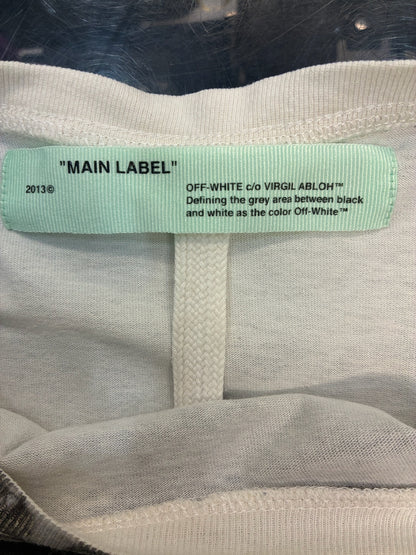 "MAIN LABEL"
2013©
OFF-WHITE c/o VIRGIL ABLOH™
Defining the grey area between black
and white as the color Off-White™